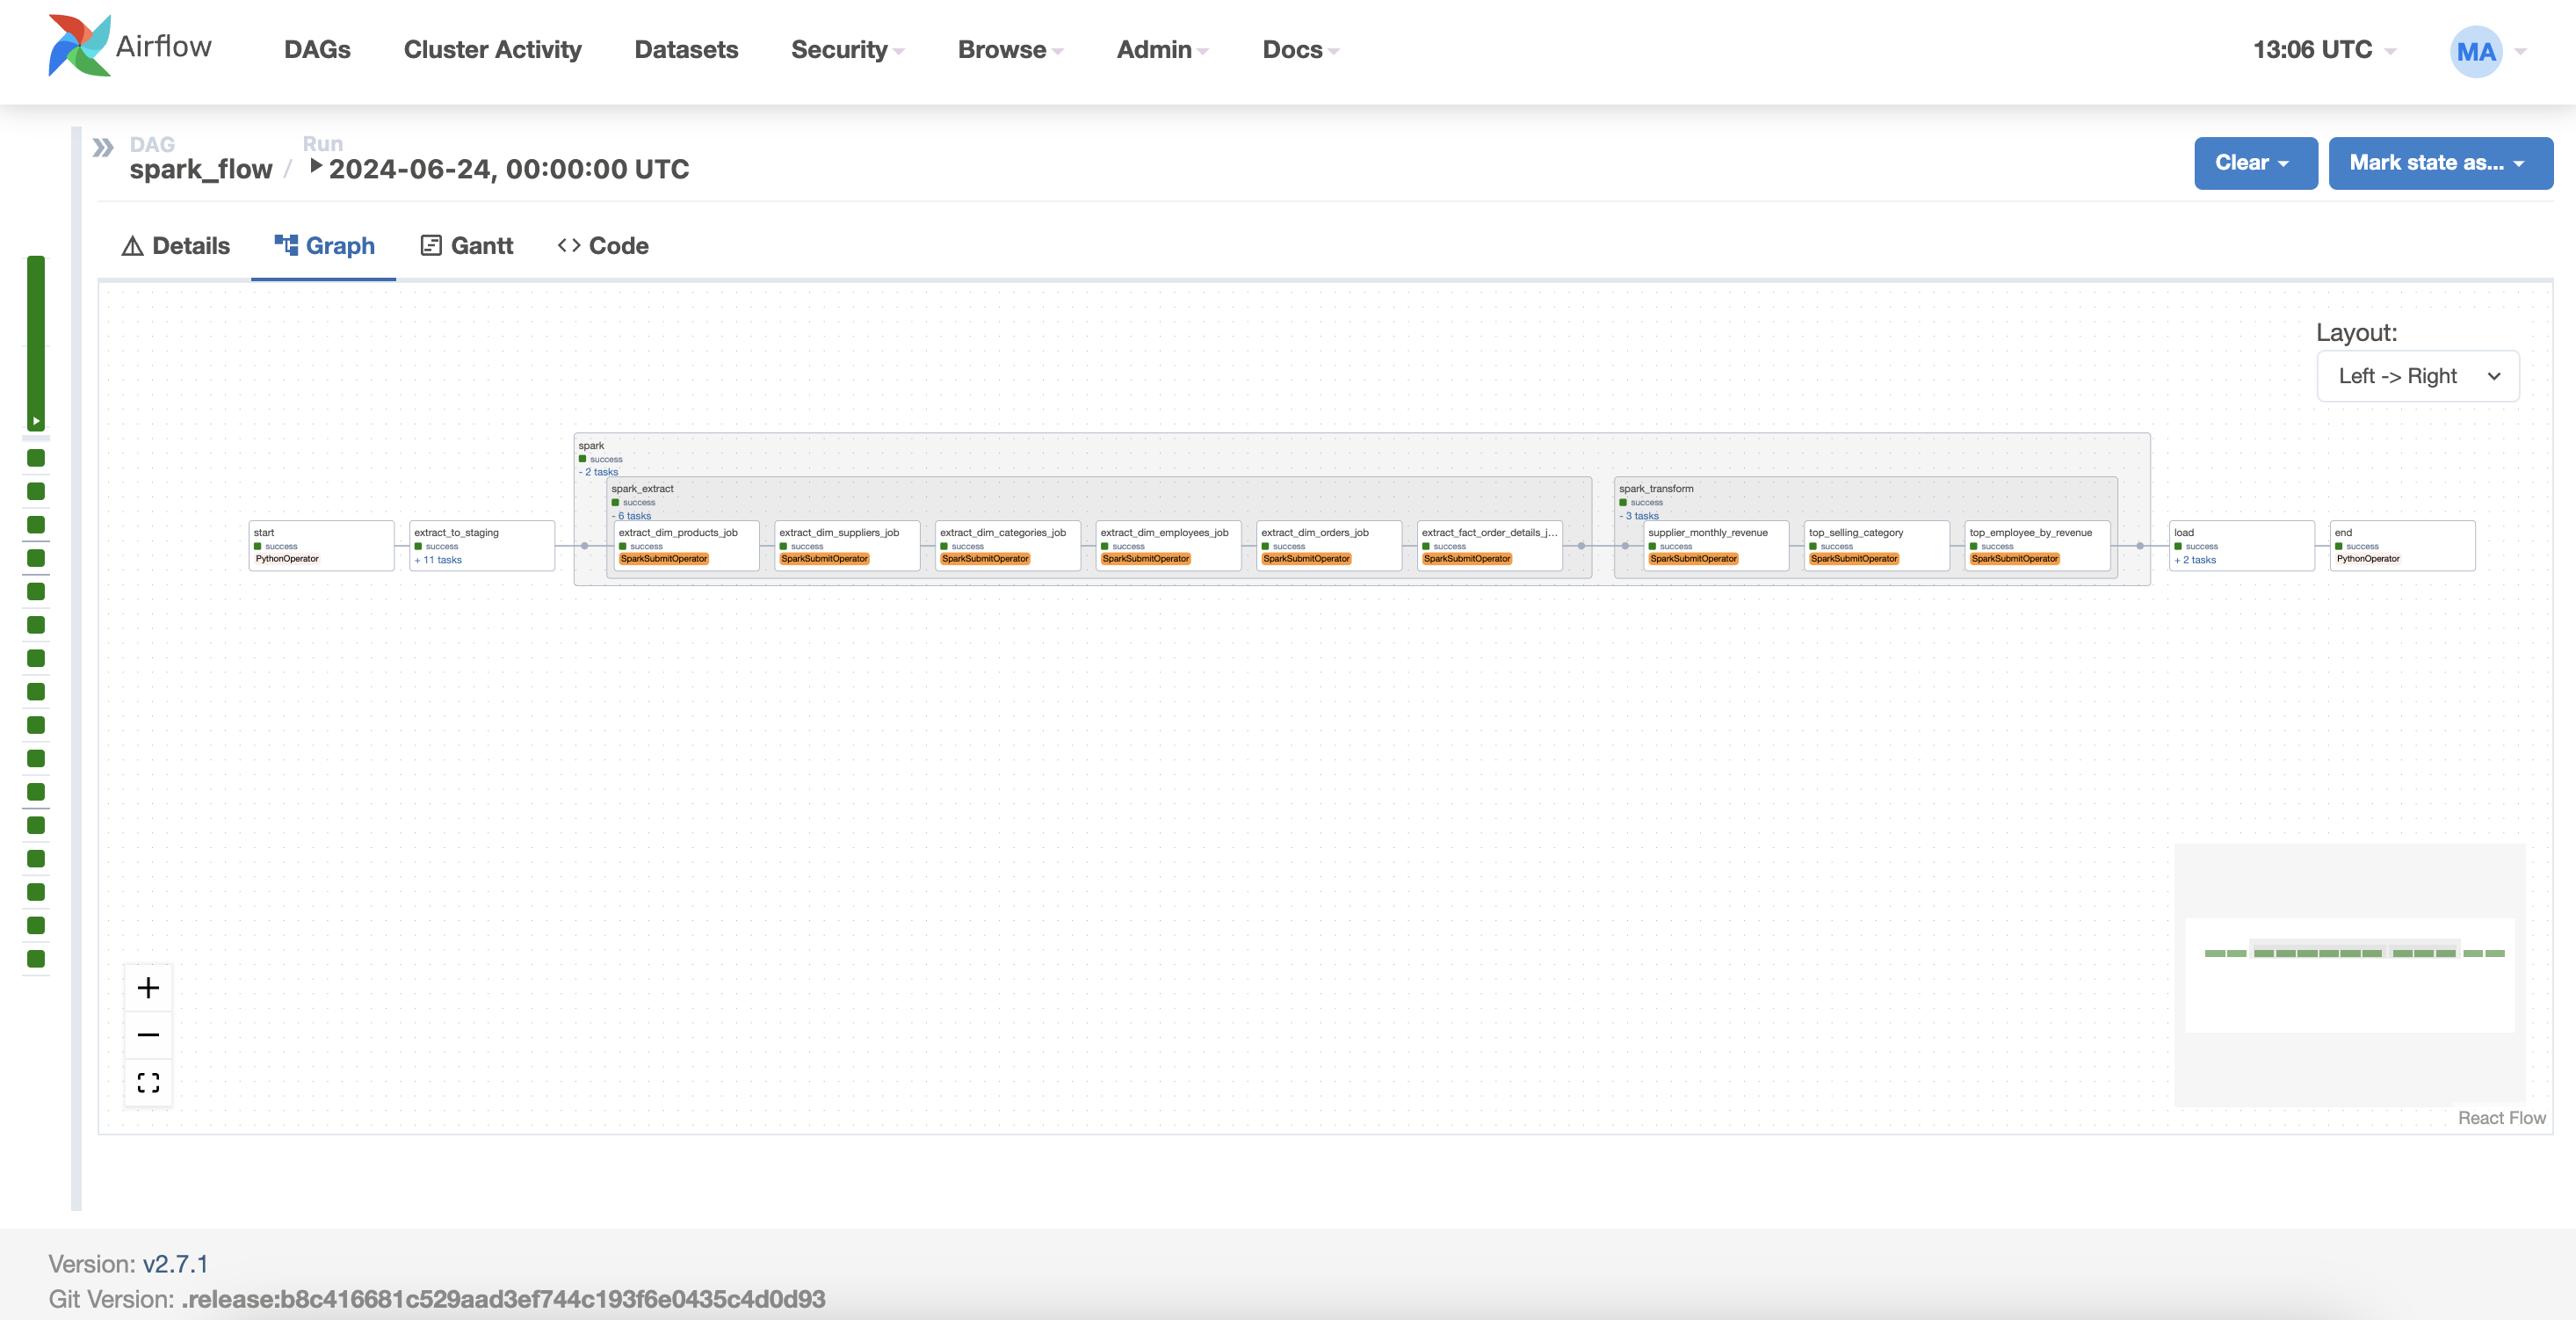 Airflow
DAGs
Cluster Activity
Datasets
Security
Browse
Admin
Docs
13:06 UTC
MA
DAG
spark_flow
/
Run
2024-06-24, 00:00:00 UTC
Clear
Mark state as...
Details
Graph
Gantt
Code
Layout:
Left -> Right
spark
success
- 2 tasks
spark_extract
success
- 6 tasks
spark_transform
success
- 3 tasks
start
success
PythonOperator
extract_to_staging
success
+ 11 tasks
extract_dim_products_job
success
SparkSubmitOperator
extract_dim_suppliers_job
success
SparkSubmitOperator
extract_dim_categories_job
success
SparkSubmitOperator
extract_dim_employees_job
success
SparkSubmitOperator
extract_dim_orders_job
success
SparkSubmitOperator
extract_fact_order_details_j...
success
SparkSubmitOperator
supplier_monthly_revenue
success
SparkSubmitOperator
top_selling_category
success
SparkSubmitOperator
top_employee_by_revenue
success
SparkSubmitOperator
load
success
+ 2 tasks
end
success
PythonOperator
React Flow
Version: v2.7.1
Git Version: .release:b8c416681c529aad3ef744c193f6e0435c4d0d93